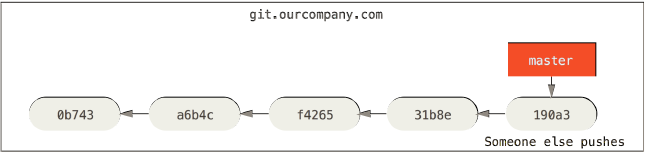 git.ourcompany.com
master
0b743
a6b4c
f4265
31b8e
190a3
Someone else pushes